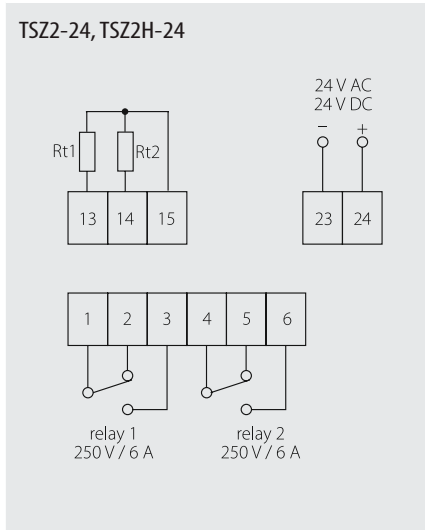 TSZ2-24, TSZ2H-24
24 V AC
24 V DC
− +
Rt1 Rt2
13 14 15 23 24
1 2 3 4 5 6
relay 1 relay 2
250 V / 6 A 250 V / 6 A